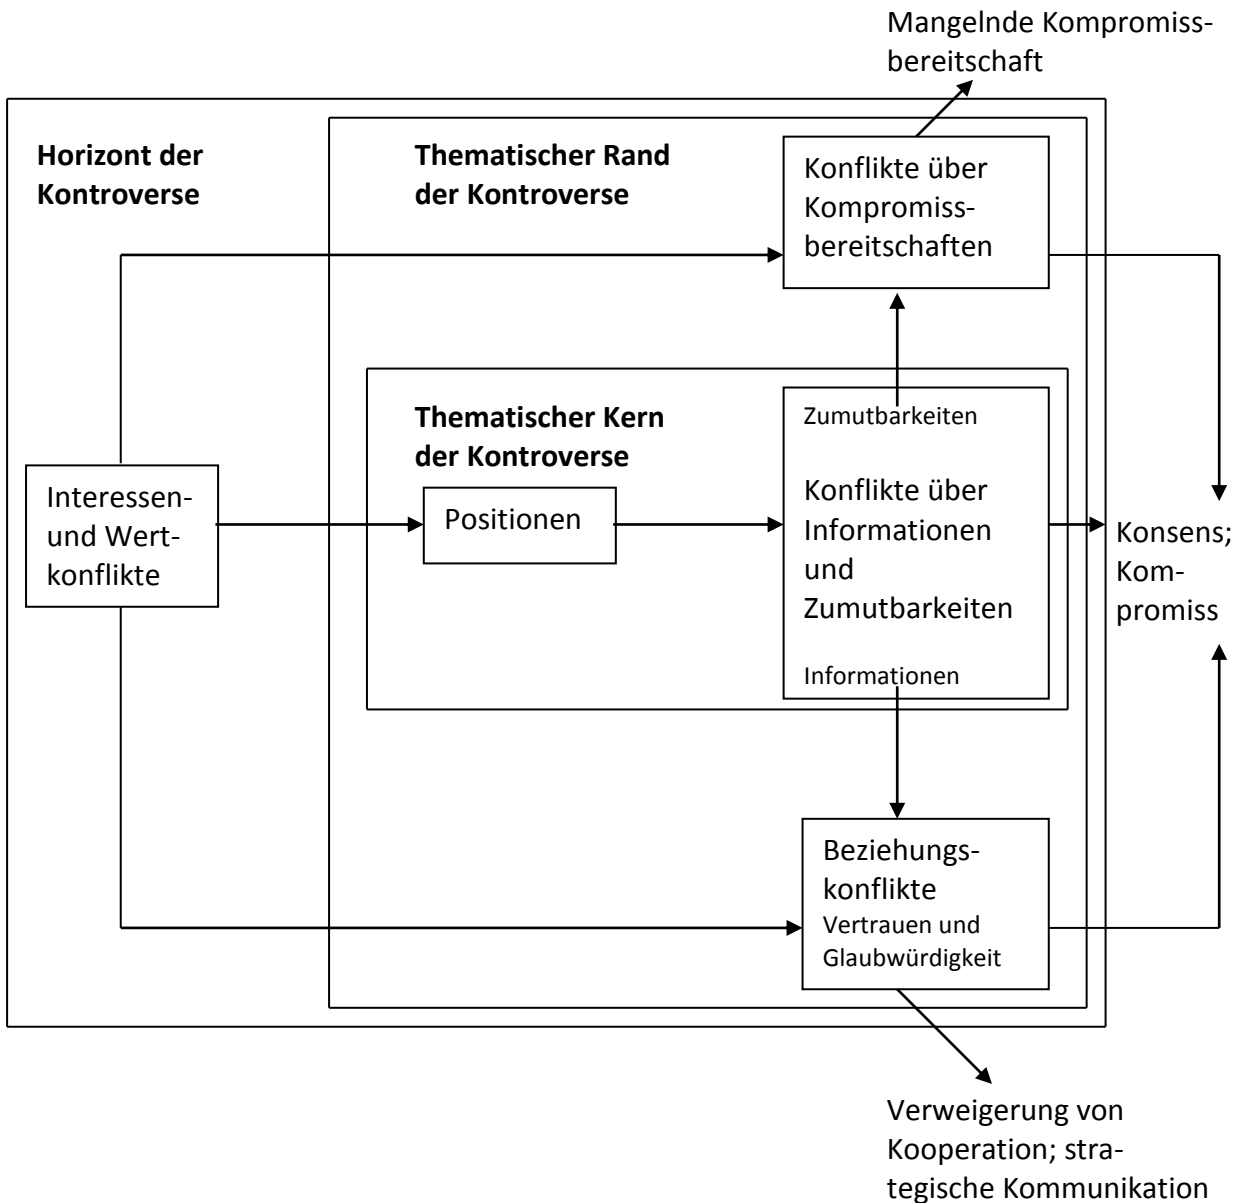 Mangelnde Kompromiss-
bereitschaft
Horizont der
Kontroverse
Thematischer Rand
der Kontroverse
Konflikte über
Kompromiss-
bereitschaften
Thematischer Kern
der Kontroverse
Zumutbarkeiten
Interessen-
und Wert-
konflikte
Positionen
Konflikte über
Informationen
und
Zumutbarkeiten
Informationen
Konsens;
Kom-
promiss
Beziehungs-
konflikte
Vertrauen und
Glaubwürdigkeit
Verweigerung von
Kooperation; stra-
tegische Kommunikation